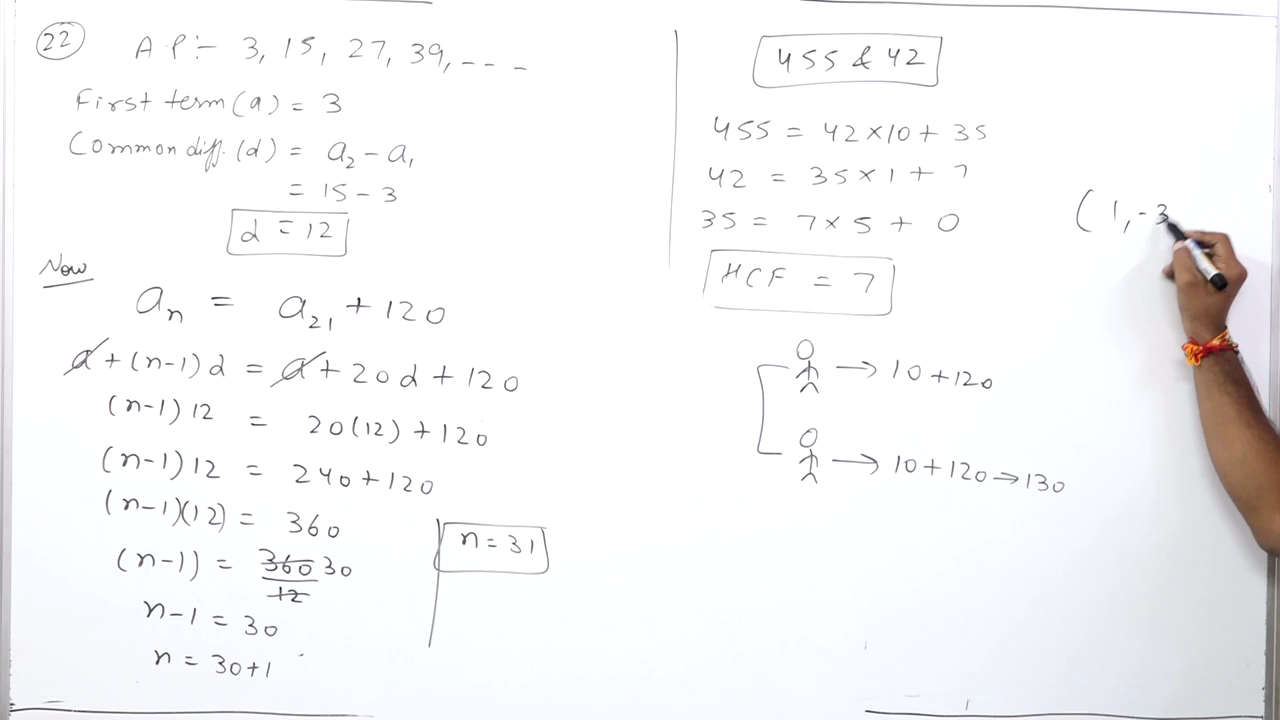 22
AP:- 3, 15, 27, 39, - - -
First term (a) = 3
Common diff. (d) = a₂ - a₁
= 15 - 3
d = 12
Now
aₙ = a₂₁ + 120
a + (n-1)d = a + 20d + 120
(n-1) 12 = 20(12) + 120
(n-1) 12 = 240 + 120
(n-1)(12) = 360
(n-1) = 360/12 30
n-1 = 30
n = 30+1
n = 31
455 & 42
455 = 42×10 + 35
42 = 35×1 + 7
35 = 7×5 + 0
HCF = 7
→ 10 + 120
→ 10 + 120 → 130
(1, -3